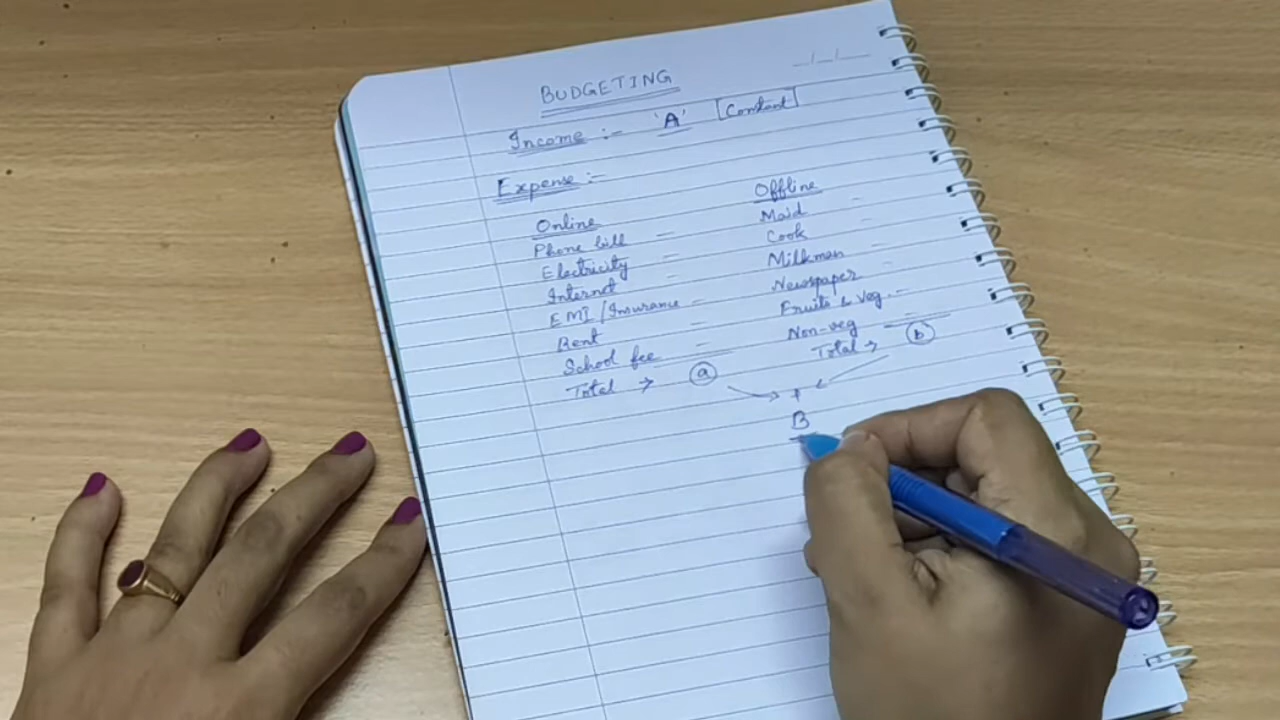 BUDGETING
Income :- 'A' [Constant]
Expense :-
Online
Phone bill –
Electricity –
Internet –
EMI/Insurance –
Rent –
School fee –
Total → a
Offline
Maid –
Cook –
Milkman –
Newspaper –
Fruits & Veg. –
Non-veg –
Total → b
+
B